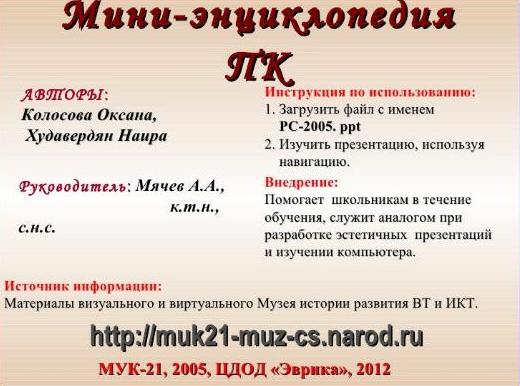 Мини-энциклопедия
ПК
АВТОРЫ:
Колосова Оксана,
Худавердян Наира
Руководитель: Мячев А.А.,
к.т.н.,
с.н.с.
Инструкция по использованию:
1. Загрузить файл с именем
PC-2005. ppt
2. Изучить презентацию, используя
навигацию.
Внедрение:
Помогает школьникам в течение
обучения, служит аналогом при
разработке эстетичных презентаций
и изучении компьютера.
Источник информации:
Материалы визуального и виртуального Музея истории развития ВТ и ИКТ.
http://muk21-muz-cs.narod.ru
МУК-21, 2005, ЦДОД «Эврика», 2012